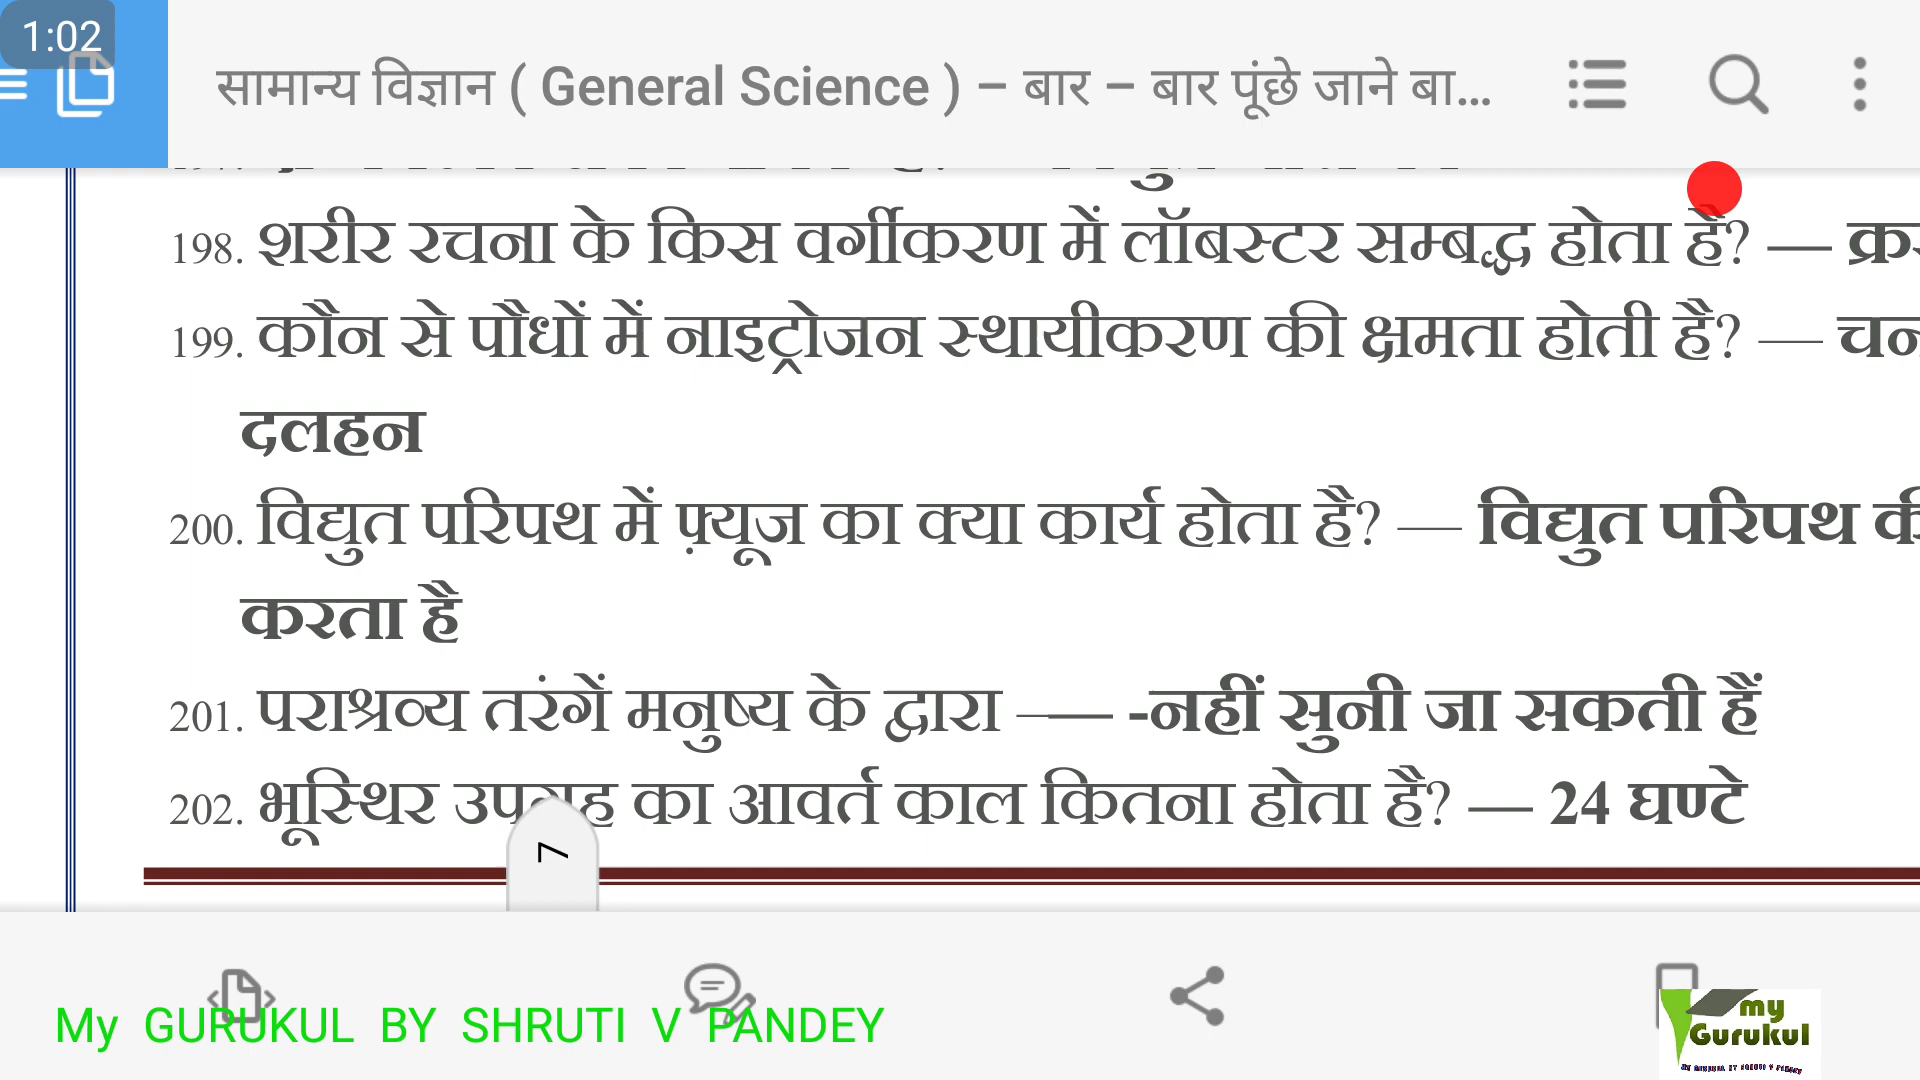 1:02
सामान्य विज्ञान ( General Science ) – बार – बार पूंछे जाने बा...
198. शरीर रचना के किस वर्गीकरण में लॉबस्टर सम्बद्ध होता है? —
199. कौन से पौधों में नाइट्रोजन स्थायीकरण की क्षमता होती है? —
दलहन
200. विद्युत परिपथ में फ़्यूज का क्या कार्य होता है? — विद्युत परिपथ की
करता है
201. पराश्रव्य तरंगें मनुष्य के द्वारा —— -नहीं सुनी जा सकती हैं
202. भूस्थिर उपग्रह का आवर्त काल कितना होता है? — 24 घण्टे
7
My GURUKUL BY SHRUTI V PANDEY
my
Gurukul